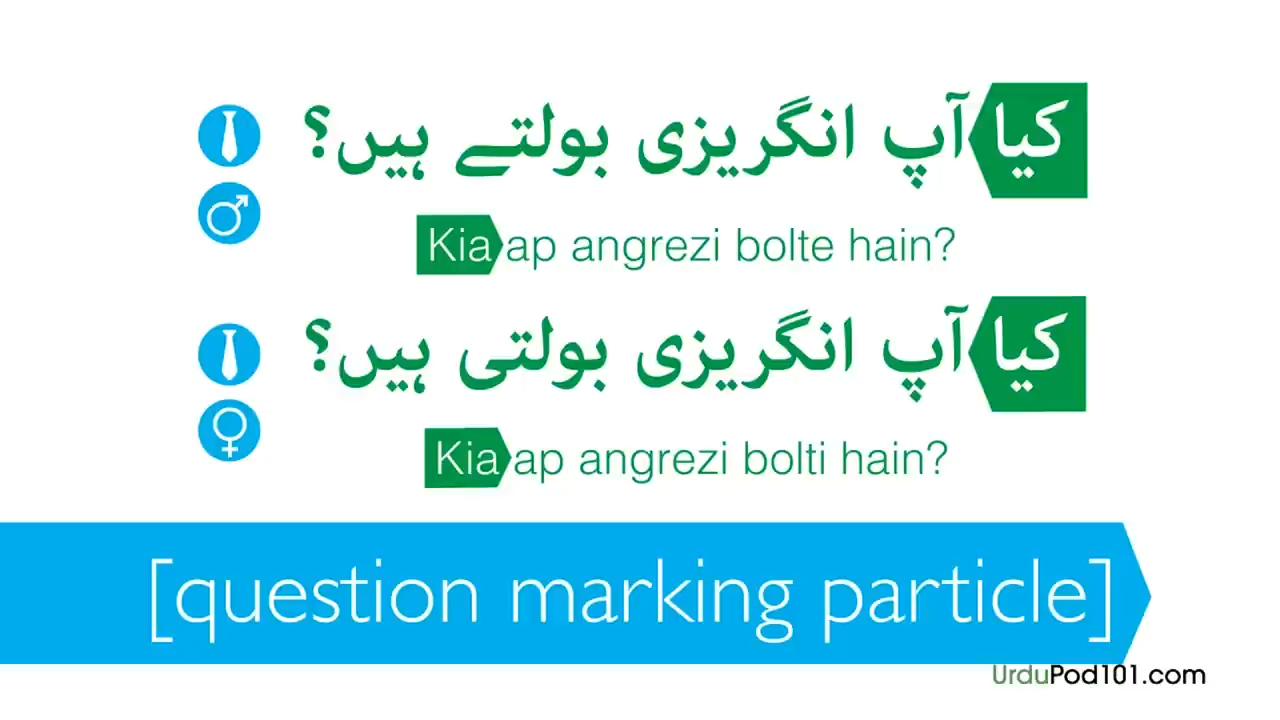 کیا آپ انگریزی بولتے ہیں؟
Kia ap angrezi bolte hain?
کیا آپ انگریزی بولتی ہیں؟
Kia ap angrezi bolti hain?
[question marking particle]
UrduPod101.com